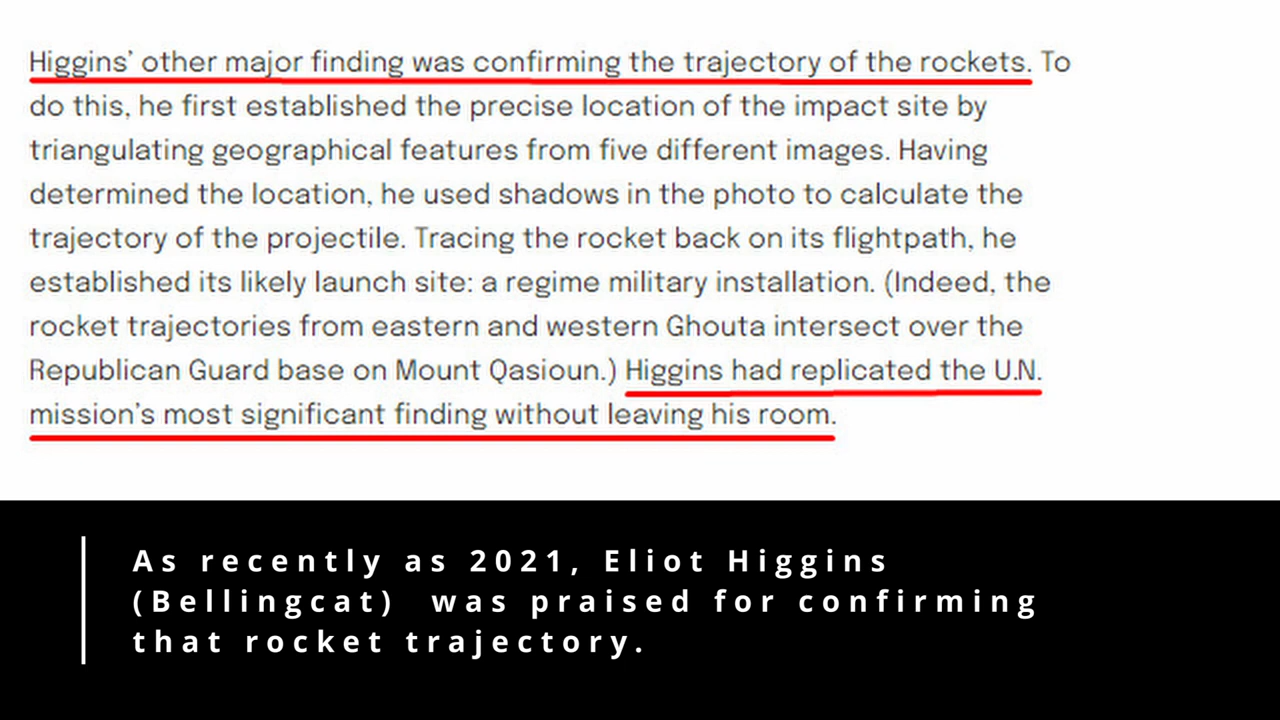 Higgins’ other major finding was confirming the trajectory of the rockets. To
do this, he first established the precise location of the impact site by
triangulating geographical features from five different images. Having
determined the location, he used shadows in the photo to calculate the
trajectory of the projectile. Tracing the rocket back on its flightpath, he
established its likely launch site: a regime military installation. (Indeed, the
rocket trajectories from eastern and western Ghouta intersect over the
Republican Guard base on Mount Qasioun.) Higgins had replicated the U.N.
mission’s most significant finding without leaving his room.
As recently as 2021, Eliot Higgins
(Bellingcat) was praised for confirming
that rocket trajectory.